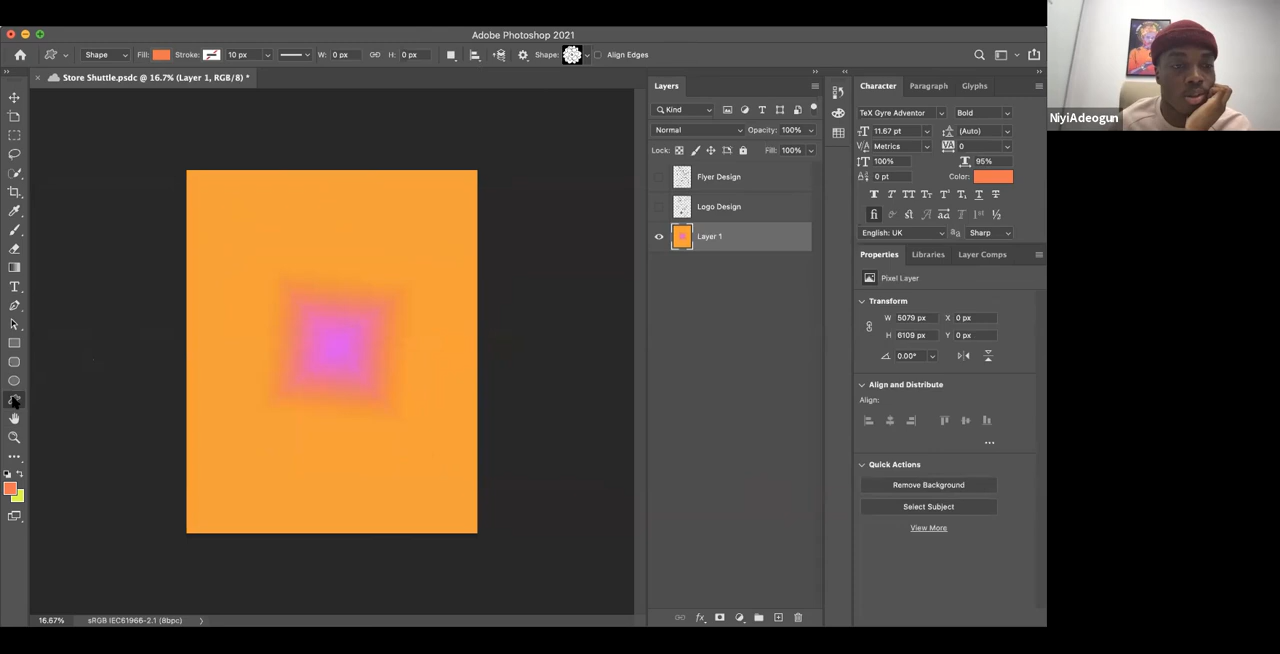 Adobe Photoshop 2021
Shape Fill: Stroke: 10 px W: 0 px H: 0 px Shape: Align Edges
Store Shuttle.psdc @ 16.7% (Layer 1, RGB/8) *
Layers
Kind
Normal Opacity: 100%
Lock: Fill: 100%
Flyer Design
Logo Design
Layer 1
Character Paragraph Glyphs
TeX Gyre Adventor Bold
11.67 pt (Auto)
Metrics 0
100% 95%
0 pt Color:
English: UK Sharp
Properties Libraries Layer Comps
Pixel Layer
Transform
W 5079 px X 0 px
H 6109 px Y 0 px
0.00°
Align and Distribute
Align:
Quick Actions
Remove Background
Select Subject
View More
16.67% sRGB IEC61966-2.1 (8bpc)
NiyiAdeogun